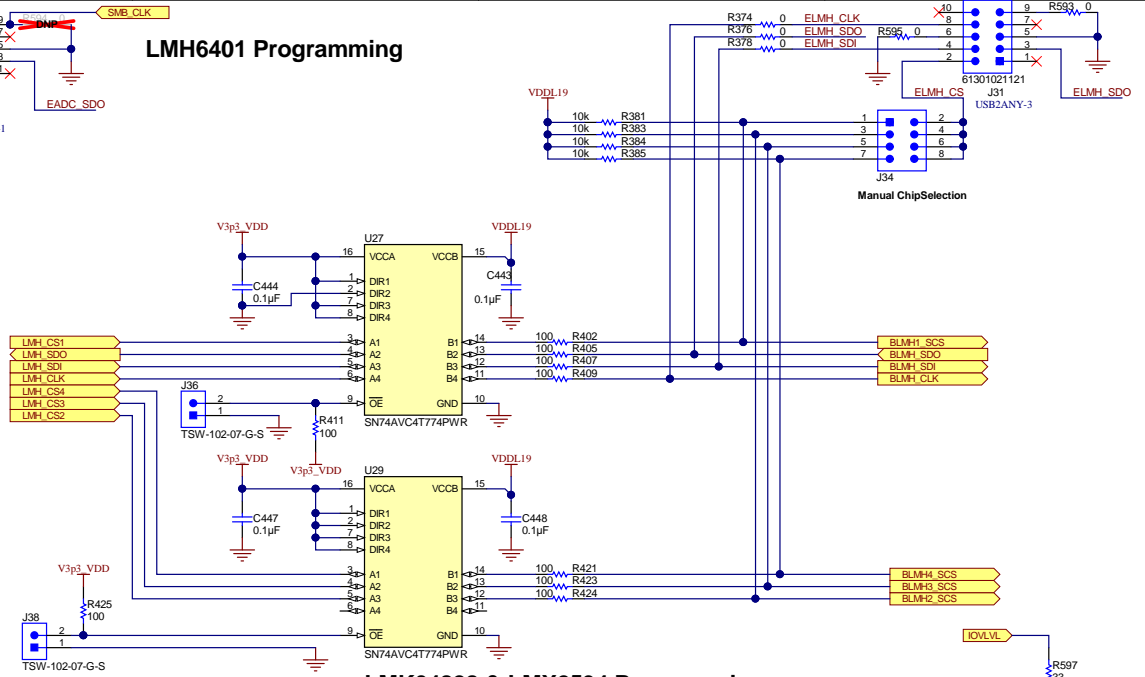 SMB_CLK
DNP
EADC_SDO
LMH6401 Programming
R374 0 ELMH_CLK
R376 0 ELMH_SDO
R378 0 ELMH_SDI
R595 0
R593 0
10 9
8 7
6 5
4 3
2 1
61301021121
J31
USB2ANY-3
ELMH_CS
ELMH_SDO
VDDL19
10k R381
10k R383
10k R384
10k R385
1 2
3 4
5 6
7 8
J34
Manual ChipSelection
V3p3_VDD
VDDL19
U27
16 VCCA VCCB 15
C444
0.1µF
C443
0.1µF
1 DIR1
2 DIR2
7 DIR3
8 DIR4
LMH_CS1
LMH_SDO
LMH_SDI
LMH_CLK
LMH_CS4
LMH_CS3
LMH_CS2
3 A1 B1 14 100 R402 BLMH1_SCS
4 A2 B2 13 100 R405 BLMH_SDO
5 A3 B3 12 100 R407 BLMH_SDI
6 A4 B4 11 100 R409 BLMH_CLK
J36
2
1
TSW-102-07-G-S
9 OE GND 10
SN74AVC4T774PWR
R411
100
V3p3_VDD
V3p3_VDD
VDDL19
U29
16 VCCA VCCB 15
C447
0.1µF
C448
0.1µF
1 DIR1
2 DIR2
7 DIR3
8 DIR4
3 A1 B1 14 100 R421 BLMH4_SCS
4 A2 B2 13 100 R423 BLMH3_SCS
5 A3 B3 12 100 R424 BLMH2_SCS
6 A4 B4 11
V3p3_VDD
R425
100
J38
2
1
TSW-102-07-G-S
9 OE GND 10
SN74AVC4T774PWR
IOVLVL
R597